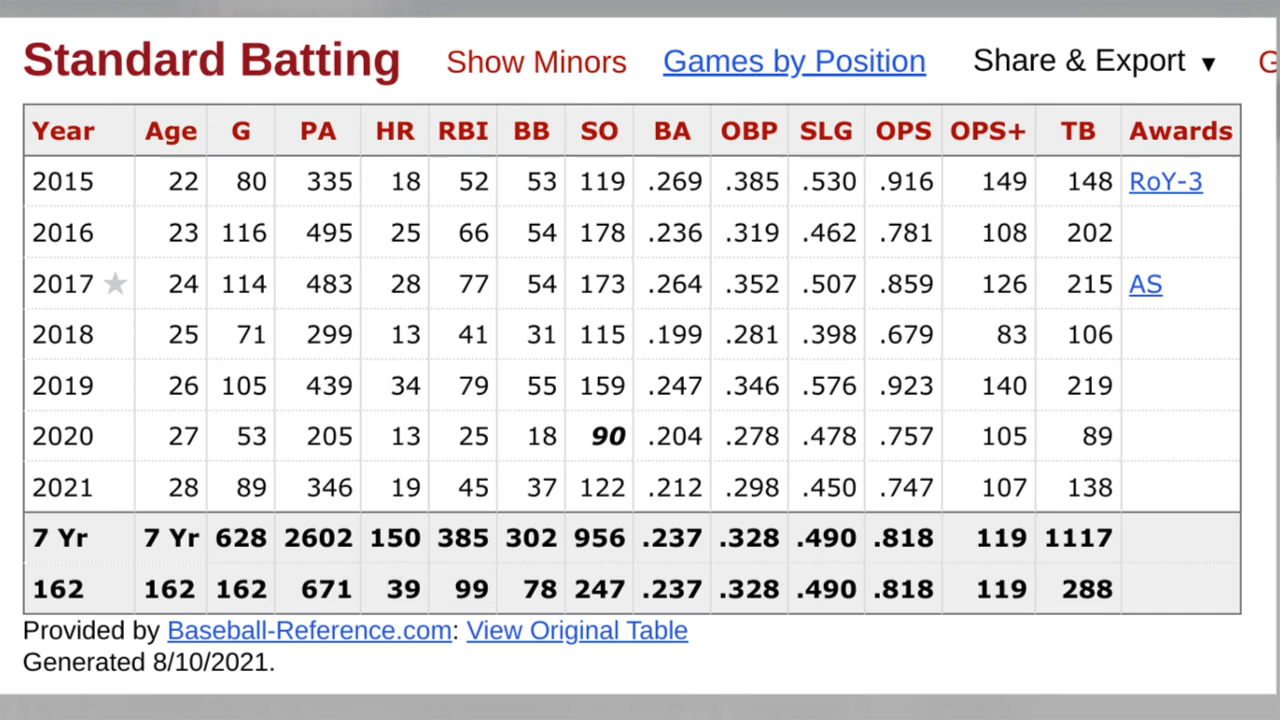 Standard Batting Show Minors Games by Position Share & Export ▼ G
Year Age G PA HR RBI BB SO BA OBP SLG OPS OPS+ TB Awards
2015 22 80 335 18 52 53 119 .269 .385 .530 .916 149 148 RoY-3
2016 23 116 495 25 66 54 178 .236 .319 .462 .781 108 202
2017 ★ 24 114 483 28 77 54 173 .264 .352 .507 .859 126 215 AS
2018 25 71 299 13 41 31 115 .199 .281 .398 .679 83 106
2019 26 105 439 34 79 55 159 .247 .346 .576 .923 140 219
2020 27 53 205 13 25 18 90 .204 .278 .478 .757 105 89
2021 28 89 346 19 45 37 122 .212 .298 .450 .747 107 138
7 Yr 7 Yr 628 2602 150 385 302 956 .237 .328 .490 .818 119 1117
162 162 162 671 39 99 78 247 .237 .328 .490 .818 119 288
Provided by Baseball-Reference.com: View Original Table
Generated 8/10/2021.